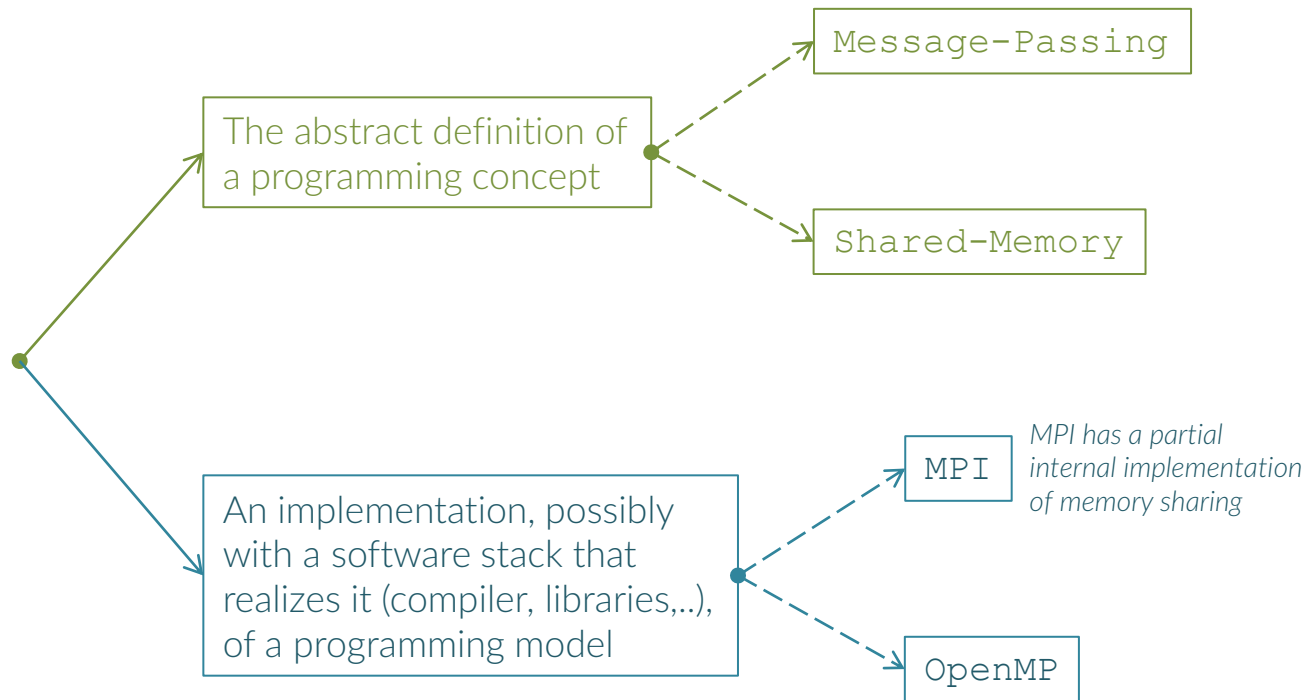 Message-Passing
The abstract definition of
a programming concept
Shared-Memory
MPI
MPI has a partial
internal implementation
of memory sharing
An implementation, possibly
with a software stack that
realizes it (compiler, libraries,..),
of a programming model
OpenMP